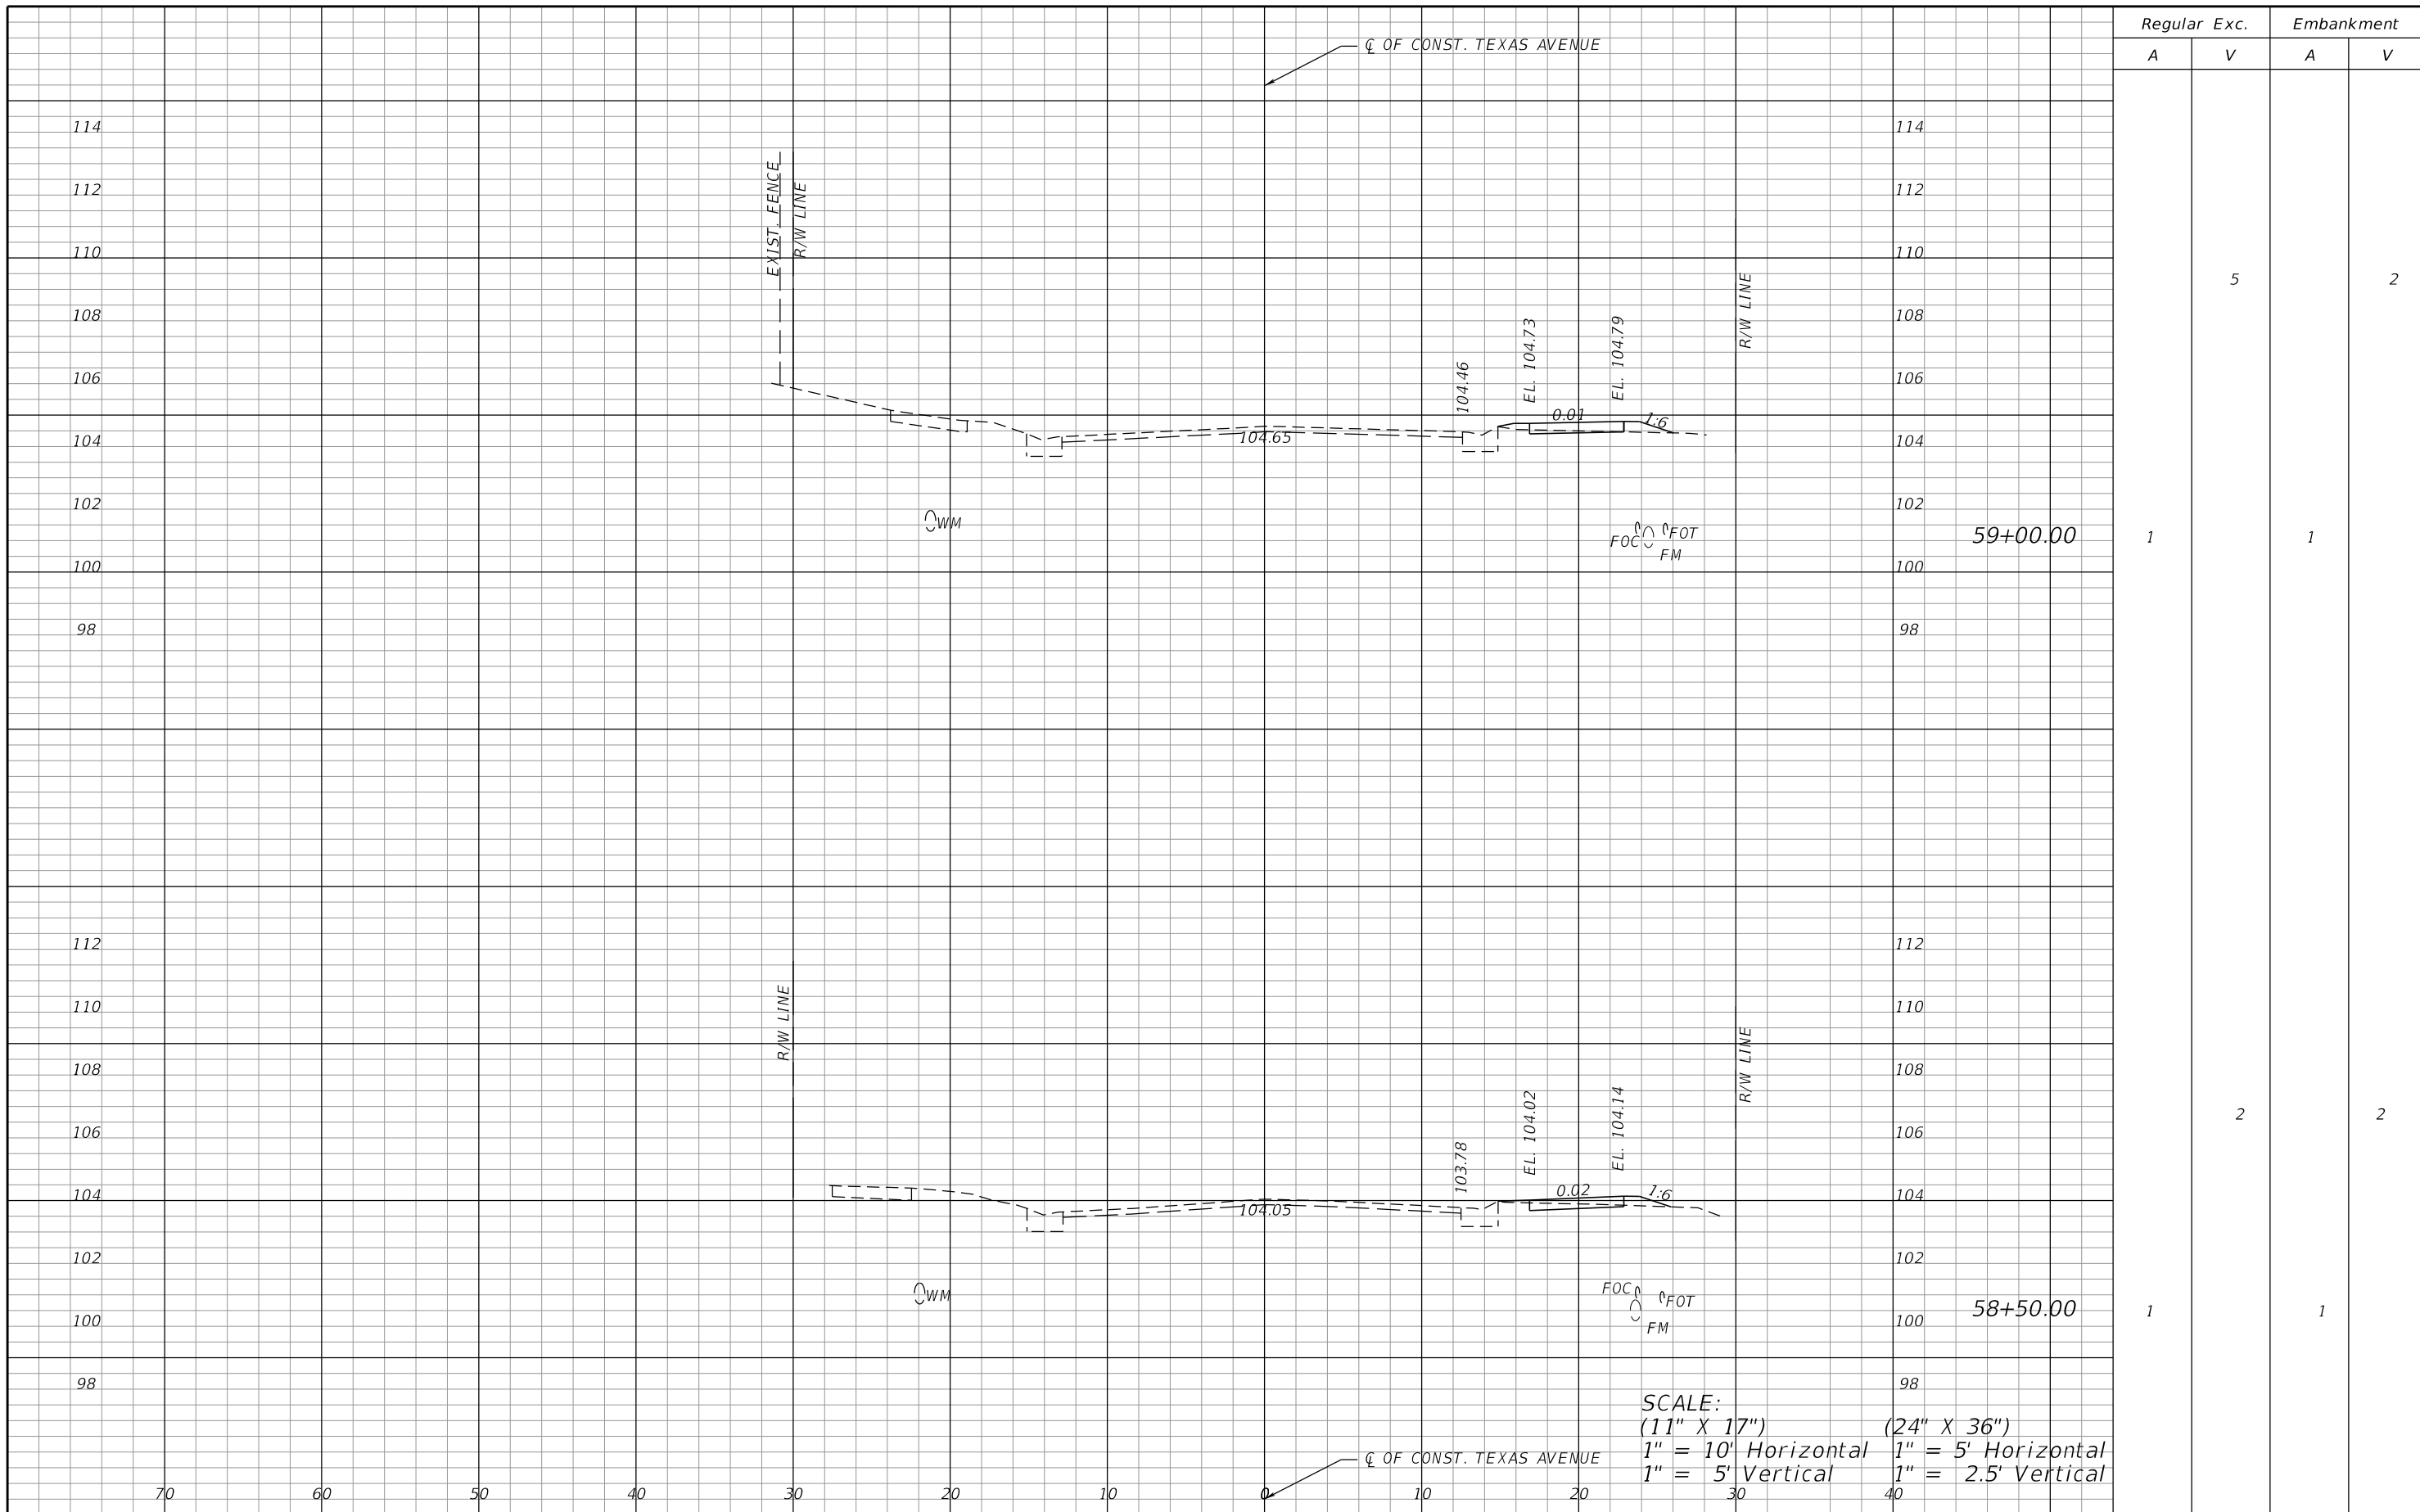 Regular Exc. Embankment
A V A V
℄ OF CONST. TEXAS AVENUE
114 114
112 112
110 110
108 108
106 106
104 104
102 102
100 100
98 98
EXIST. FENCE
R/W LINE
104.65
104.46
EL. 104.73
EL. 104.79
0.01
1:6
R/W LINE
5 2
WM
FOC
FOT
FM
59+00.00 1 1
112 112
110 110
108 108
106 106
104 104
102 102
100 100
98 98
R/W LINE
104.05
103.78
EL. 104.02
EL. 104.14
0.02
1:6
R/W LINE
2 2
WM
FOC
FOT
FM
58+50.00 1 1
SCALE:
(11" X 17") (24" X 36")
1" = 10' Horizontal 1" = 5' Horizontal
1" = 5' Vertical 1" = 2.5' Vertical
℄ OF CONST. TEXAS AVENUE
70 60 50 40 30 20 10 0 10 20 30 40